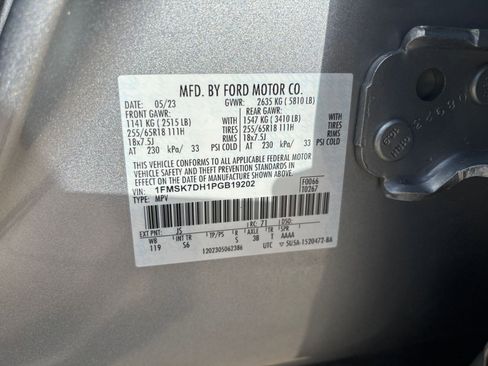 MFD. BY FORD MOTOR CO.
DATE: 05/23 GVWR: 2635 KG ( 5810 LB)
FRONT GAWR: REAR GAWR:
1141 KG ( 2515 LB) WITH 1547 KG ( 3410 LB) WITH
255/65R18 111H TIRES 255/65R18 111H TIRES
18x7.5J RIMS 18x7.5J RIMS
AT 230 kPa/ 33 PSI COLD AT 230 kPa/ 33 PSI COLD
THIS VEHICLE CONFORMS TO ALL APPLICABLE FEDERAL MOTOR
VEHICLE SAFETY AND THEFT PREVENTION STANDARDS IN EFFECT
ON THE DATE OF MANUFACTURE SHOWN ABOVE.
VIN: 1FMSK7DH1PGB19202 F0066
TYPE: MPV T0267
EXT PNT: JS RC: 71 DSO:
WB INT TR TP/PS R AXLE TR SPR
119 S6 S 3B T AAAA
1202305062386 UTC 5U5A-1520472-BA